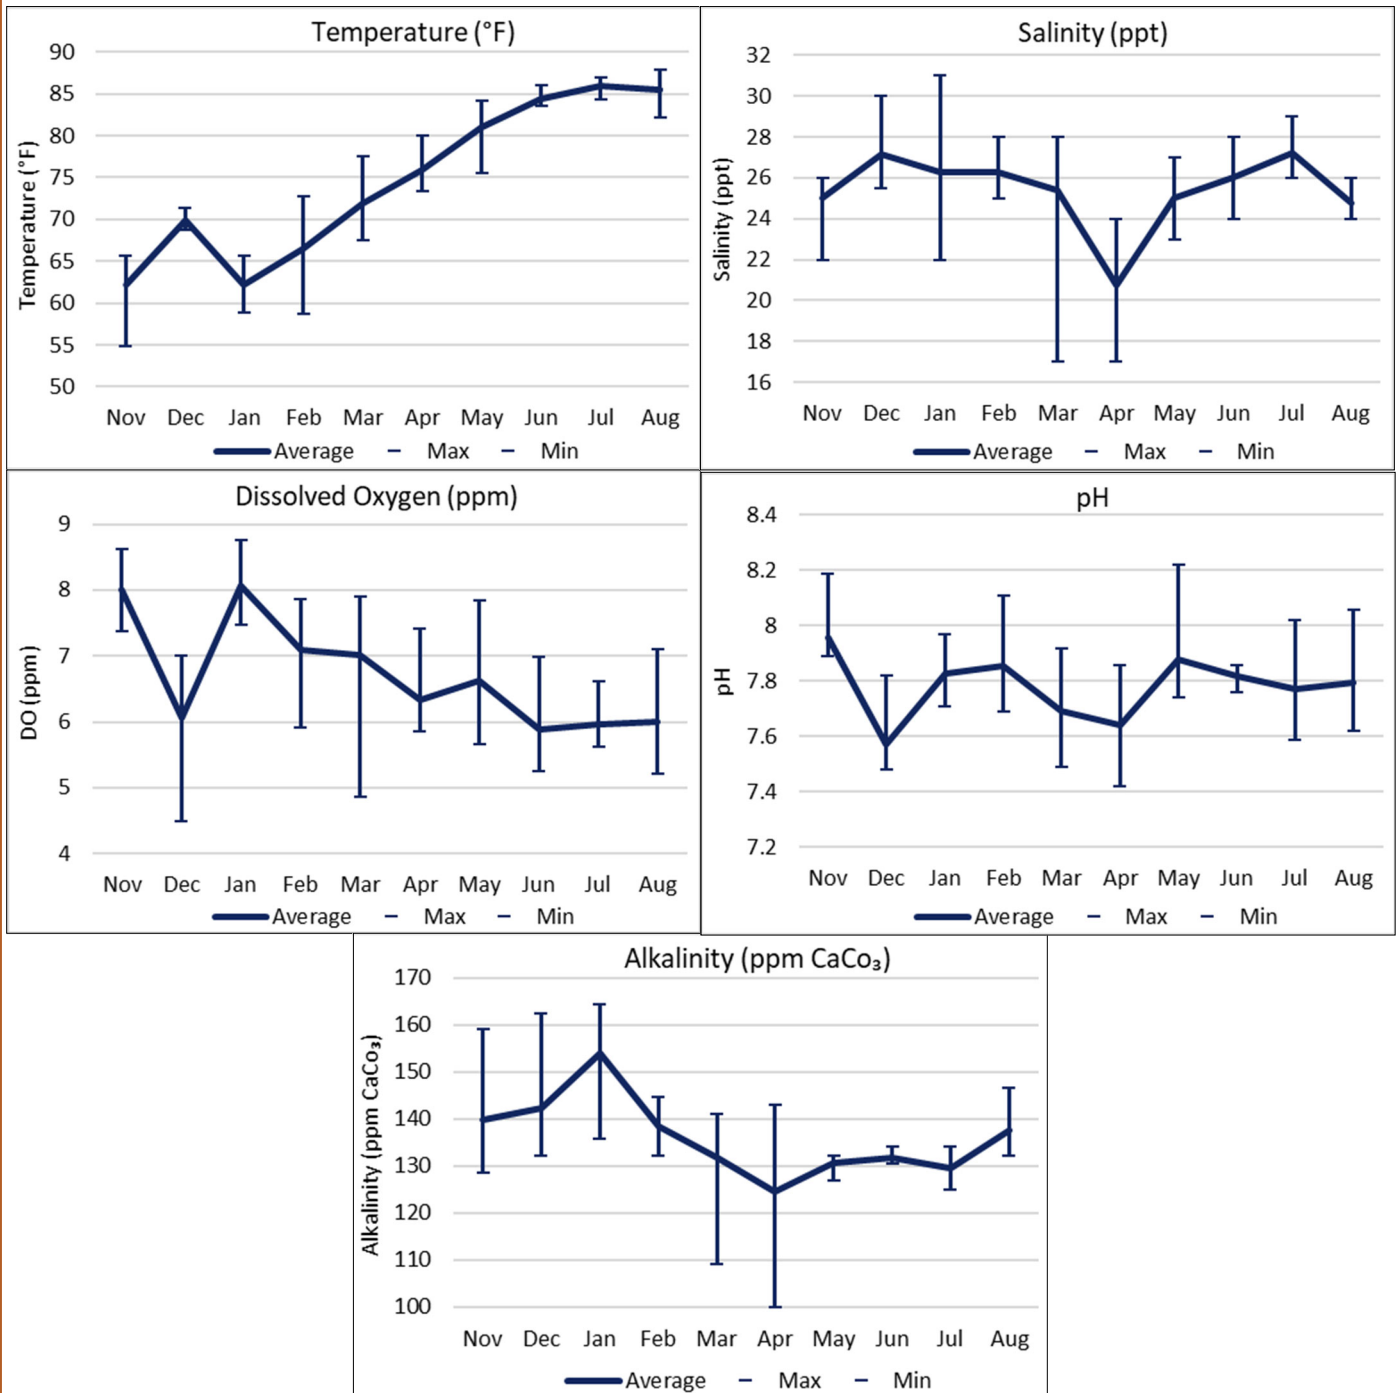 Temperature (°F)
90
85
80
75
70
65
60
55
50
Temperature (°F)
Nov Dec Jan Feb Mar Apr May Jun Jul Aug
Average Max Min
Salinity (ppt)
32
30
28
26
24
22
20
18
16
Salinity (ppt)
Nov Dec Jan Feb Mar Apr May Jun Jul Aug
Average Max Min
Dissolved Oxygen (ppm)
9
8
7
6
5
4
DO (ppm)
Nov Dec Jan Feb Mar Apr May Jun Jul Aug
Average Max Min
pH
8.4
8.2
8
7.8
7.6
7.4
7.2
pH
Nov Dec Jan Feb Mar Apr May Jun Jul Aug
Average Max Min
Alkalinity (ppm CaCo₃)
170
160
150
140
130
120
110
100
Alkalinity (ppm CaCo₃)
Nov Dec Jan Feb Mar Apr May Jun Jul Aug
Average Max Min